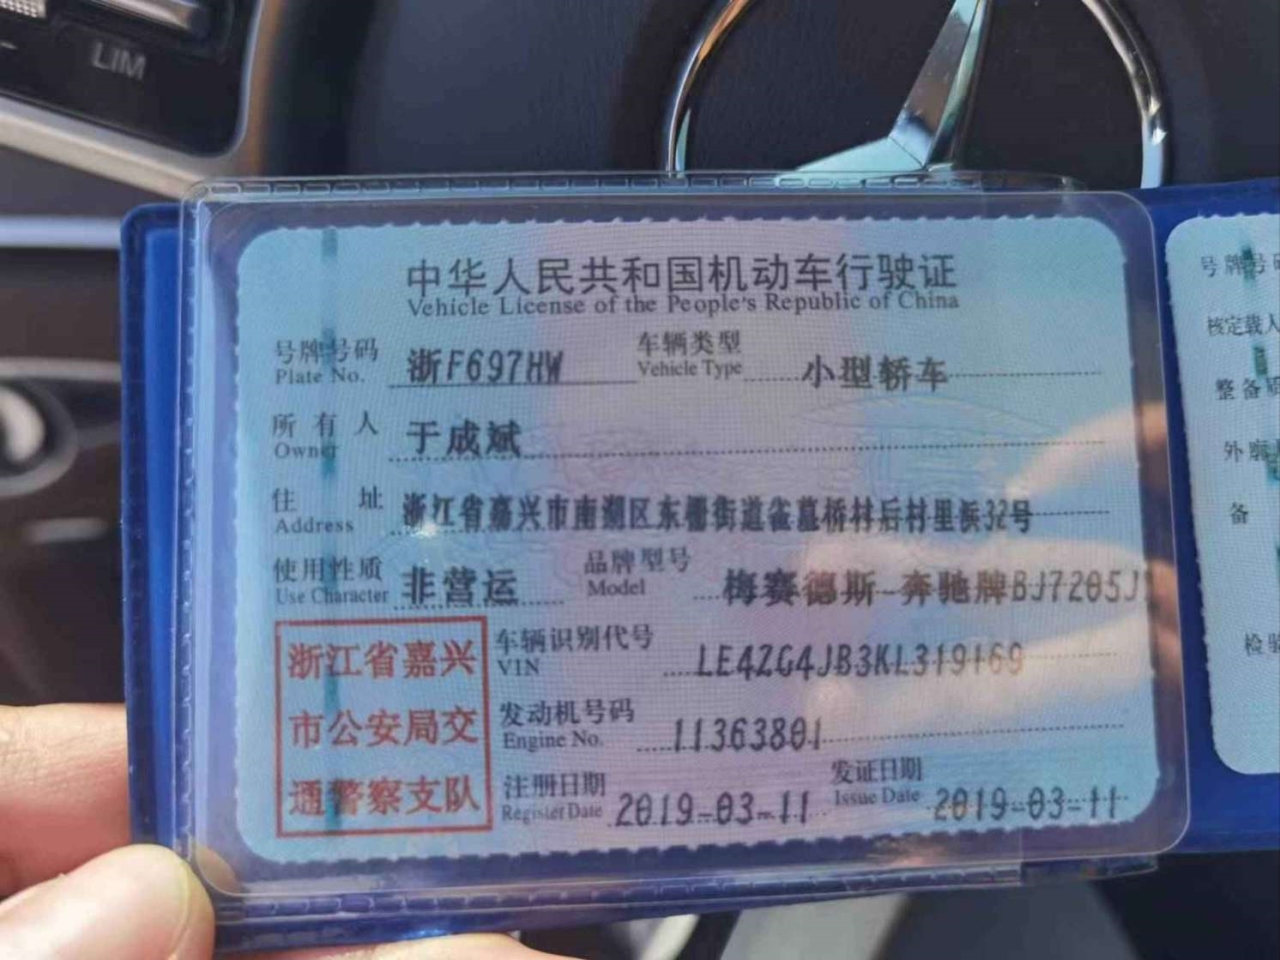 LIM
中华人民共和国机动车行驶证
Vehicle License of the People's Republic of China
号牌号码 浙F697HW 车辆类型 小型轿车
Plate No. Vehicle Type
所有人 于成斌
Owner
住址 浙江省嘉兴市南湖区东栅街道雀墓桥村后村里浜32号
Address
使用性质 非营运 品牌型号 梅赛德斯-奔驰牌BJ7205J
Use Character Model
浙江省嘉兴
市公安局交
通警察支队
车辆识别代号 LE4ZG4JB3KL319169
VIN
发动机号码 11363801
Engine No.
注册日期 2019-03-11 发证日期 2019-03-11
Register Date Issue Date
号牌号码
核定载人
整备质
外廓
备
检验